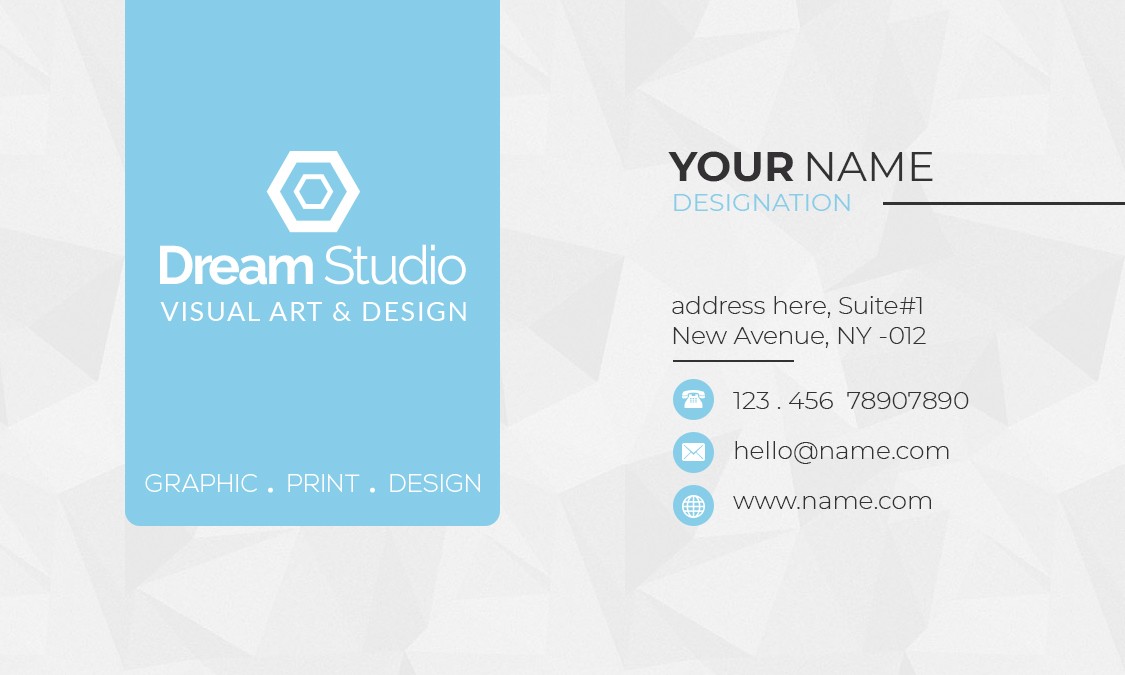 Dream Studio
VISUAL ART & DESIGN
GRAPHIC . PRINT . DESIGN
YOUR NAME
DESIGNATION
address here, Suite#1
New Avenue, NY -012
123 . 456 78907890
hello@name.com
www.name.com